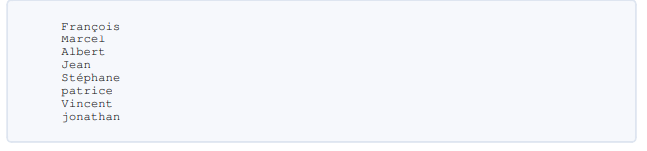 François
Marcel
Albert
Jean
Stéphane
patrice
Vincent
jonathan